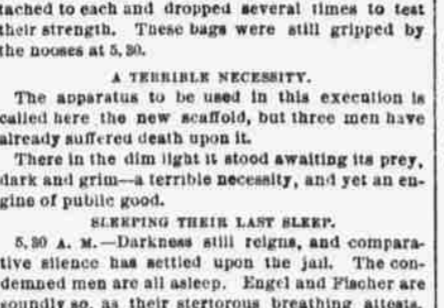 tached to each and dropped several times to test
their strength. These bags were still gripped by
the nooses at 5,30.
A TERRIBLE NECESSITY.
The apparatus to be used in this execution is
called here the new scaffold, but three men have
already suffered death upon it.
There in the dim light it stood awaiting its prey,
dark and grim—a terrible necessity, and yet an en-
gine of public good.
SLEEPING THEIR LAST SLEEP.
5,30 A. M.—Darkness still reigns, and compara-
tive silence has settled upon the jail. The con-
demned men are all asleep. Engel and Fischer are
soundly so, as their stertorous breathing attests.